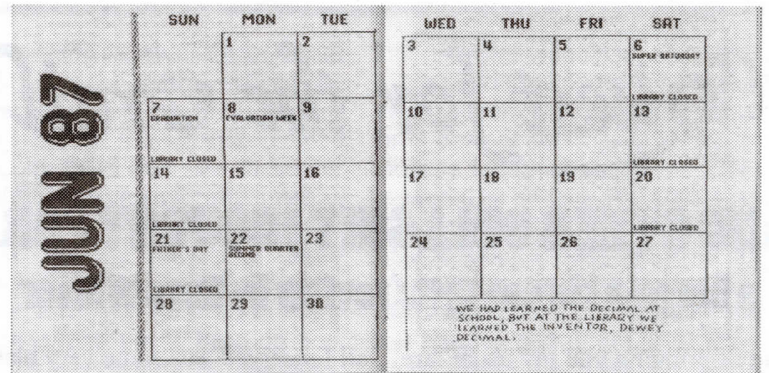 JUN 87
SUN MON TUE
1 2
7 8 9
GRADUATION EVALUATION WEEK
LIBRARY CLOSED
14 15 16
LIBRARY CLOSED
21 22 23
FATHER'S DAY SUMMER QUARTER
BEGINS
LIBRARY CLOSED
28 29 30
WED THU FRI SAT
3 4 5 6
SUPER SATURDAY
LIBRARY CLOSED
10 11 12 13
LIBRARY CLOSED
17 18 19 20
LIBRARY CLOSED
24 25 26 27
WE HAD LEARNED THE DECIMAL AT
SCHOOL, BUT AT THE LIBRARY WE
LEARNED THE INVENTOR, DEWEY
DECIMAL.